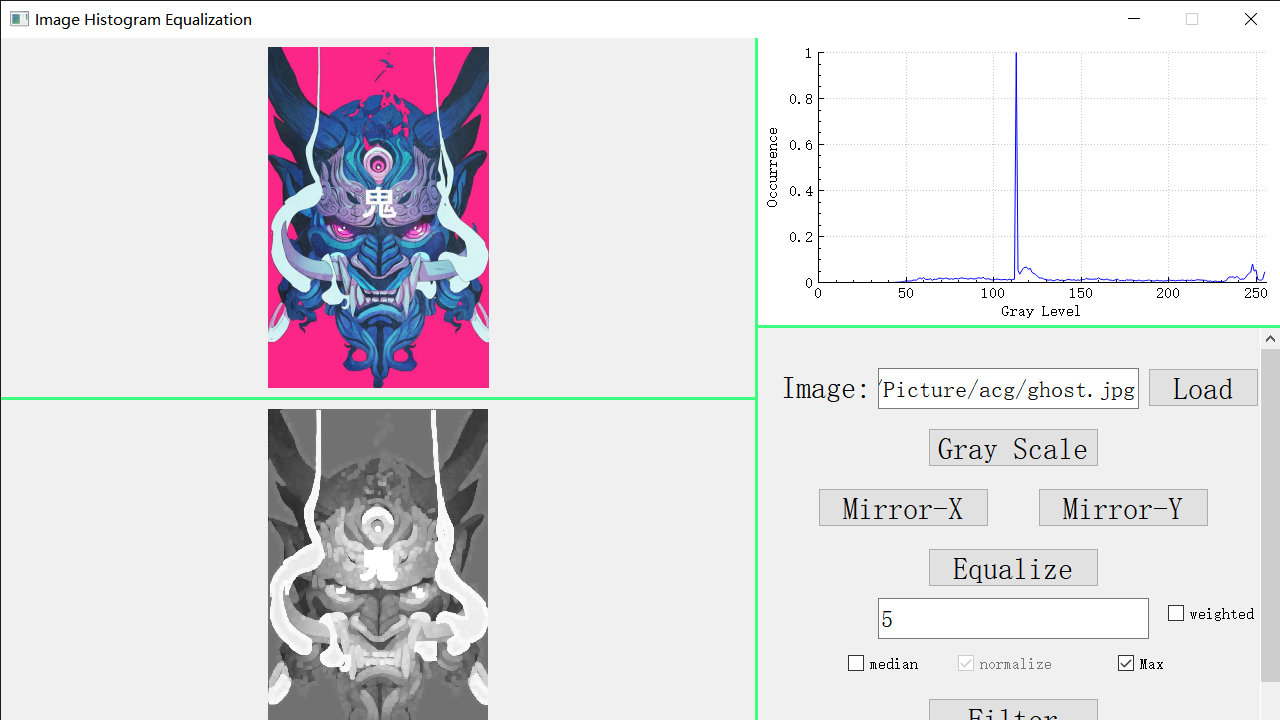 Image Histogram Equalization
鬼
1
0.8
0.6
0.4
0.2
0
Occurrence
0 50 100 150 200 250
Gray Level
Image: /Picture/acg/ghost.jpg Load
Gray Scale
Mirror-X Mirror-Y
Equalize
5 weighted
median normalize Max
Filter